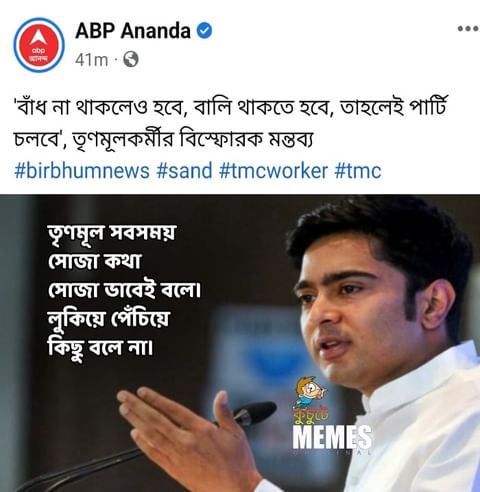 ABP Ananda
abp
আনন্দ
41m ·
'বাঁধ না থাকলেও হবে, বালি থাকতে হবে, তাহলেই পার্টি
চলবে', তৃণমূলকর্মীর বিস্ফোরক মন্তব্য
#birbhumnews #sand #tmcworker #tmc
তৃণমূল সবসময়
সোজা কথা
সোজা ভাবেই বলে।
লুকিয়ে পেঁচিয়ে
কিছু বলে না।
কুঁচুটে
MEMES
ORIGINAL